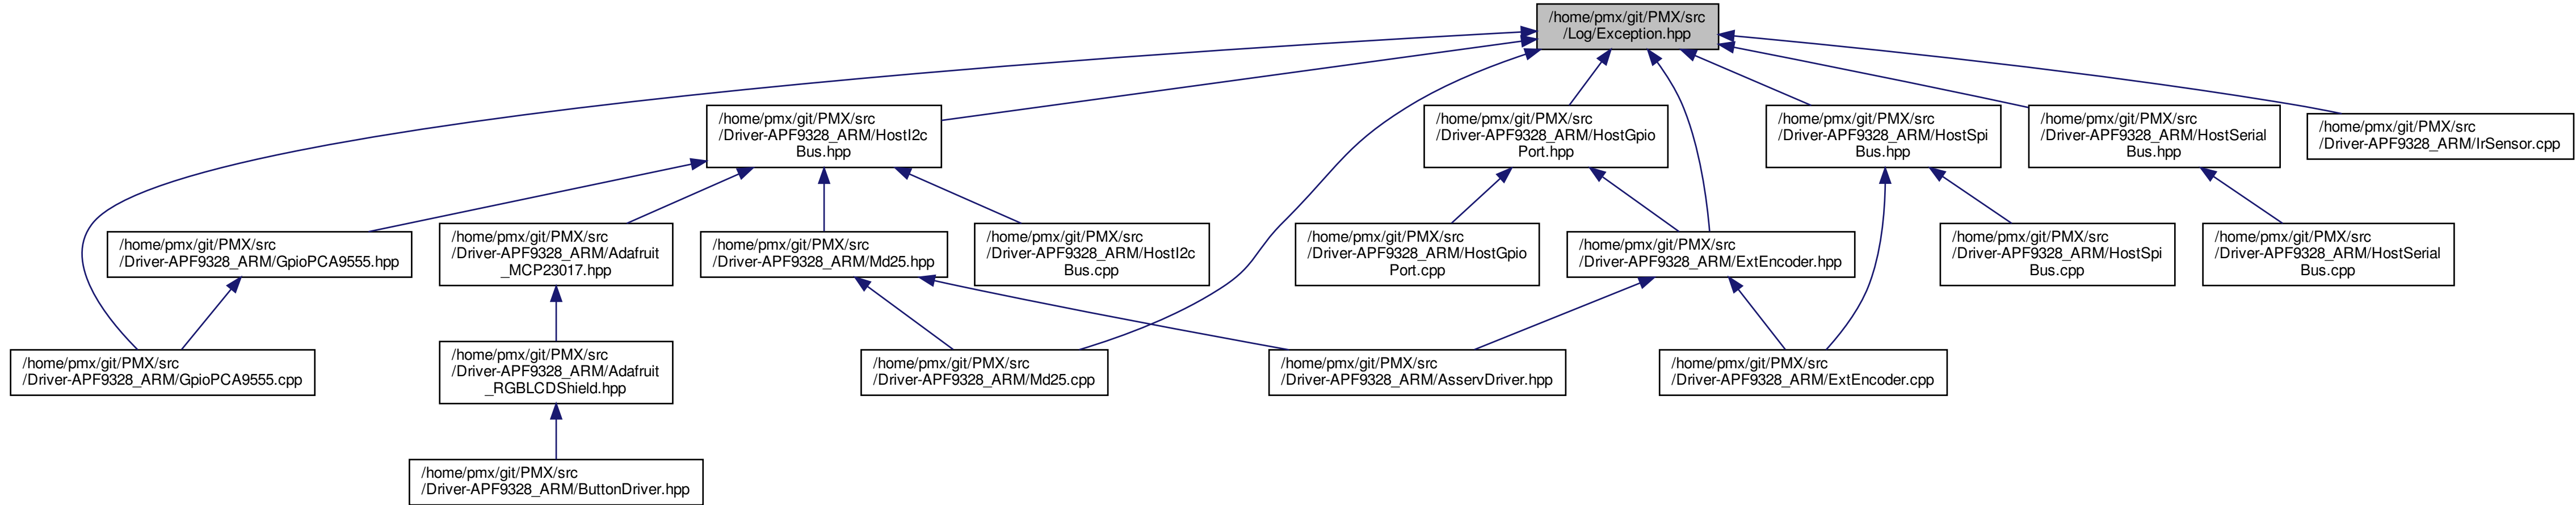 /home/pmx/git/PMX/src
/Log/Exception.hpp
/home/pmx/git/PMX/src
/Driver-APF9328_ARM/HostI2c
Bus.hpp
/home/pmx/git/PMX/src
/Driver-APF9328_ARM/HostGpio
Port.hpp
/home/pmx/git/PMX/src
/Driver-APF9328_ARM/HostSpi
Bus.hpp
/home/pmx/git/PMX/src
/Driver-APF9328_ARM/HostSerial
Bus.hpp
/home/pmx/git/PMX/src
/Driver-APF9328_ARM/IrSensor.cpp
/home/pmx/git/PMX/src
/Driver-APF9328_ARM/GpioPCA9555.hpp
/home/pmx/git/PMX/src
/Driver-APF9328_ARM/Adafruit
_MCP23017.hpp
/home/pmx/git/PMX/src
/Driver-APF9328_ARM/Md25.hpp
/home/pmx/git/PMX/src
/Driver-APF9328_ARM/HostI2c
Bus.cpp
/home/pmx/git/PMX/src
/Driver-APF9328_ARM/HostGpio
Port.cpp
/home/pmx/git/PMX/src
/Driver-APF9328_ARM/ExtEncoder.hpp
/home/pmx/git/PMX/src
/Driver-APF9328_ARM/HostSpi
Bus.cpp
/home/pmx/git/PMX/src
/Driver-APF9328_ARM/HostSerial
Bus.cpp
/home/pmx/git/PMX/src
/Driver-APF9328_ARM/GpioPCA9555.cpp
/home/pmx/git/PMX/src
/Driver-APF9328_ARM/Adafruit
_RGBLCDShield.hpp
/home/pmx/git/PMX/src
/Driver-APF9328_ARM/Md25.cpp
/home/pmx/git/PMX/src
/Driver-APF9328_ARM/AsservDriver.hpp
/home/pmx/git/PMX/src
/Driver-APF9328_ARM/ExtEncoder.cpp
/home/pmx/git/PMX/src
/Driver-APF9328_ARM/ButtonDriver.hpp